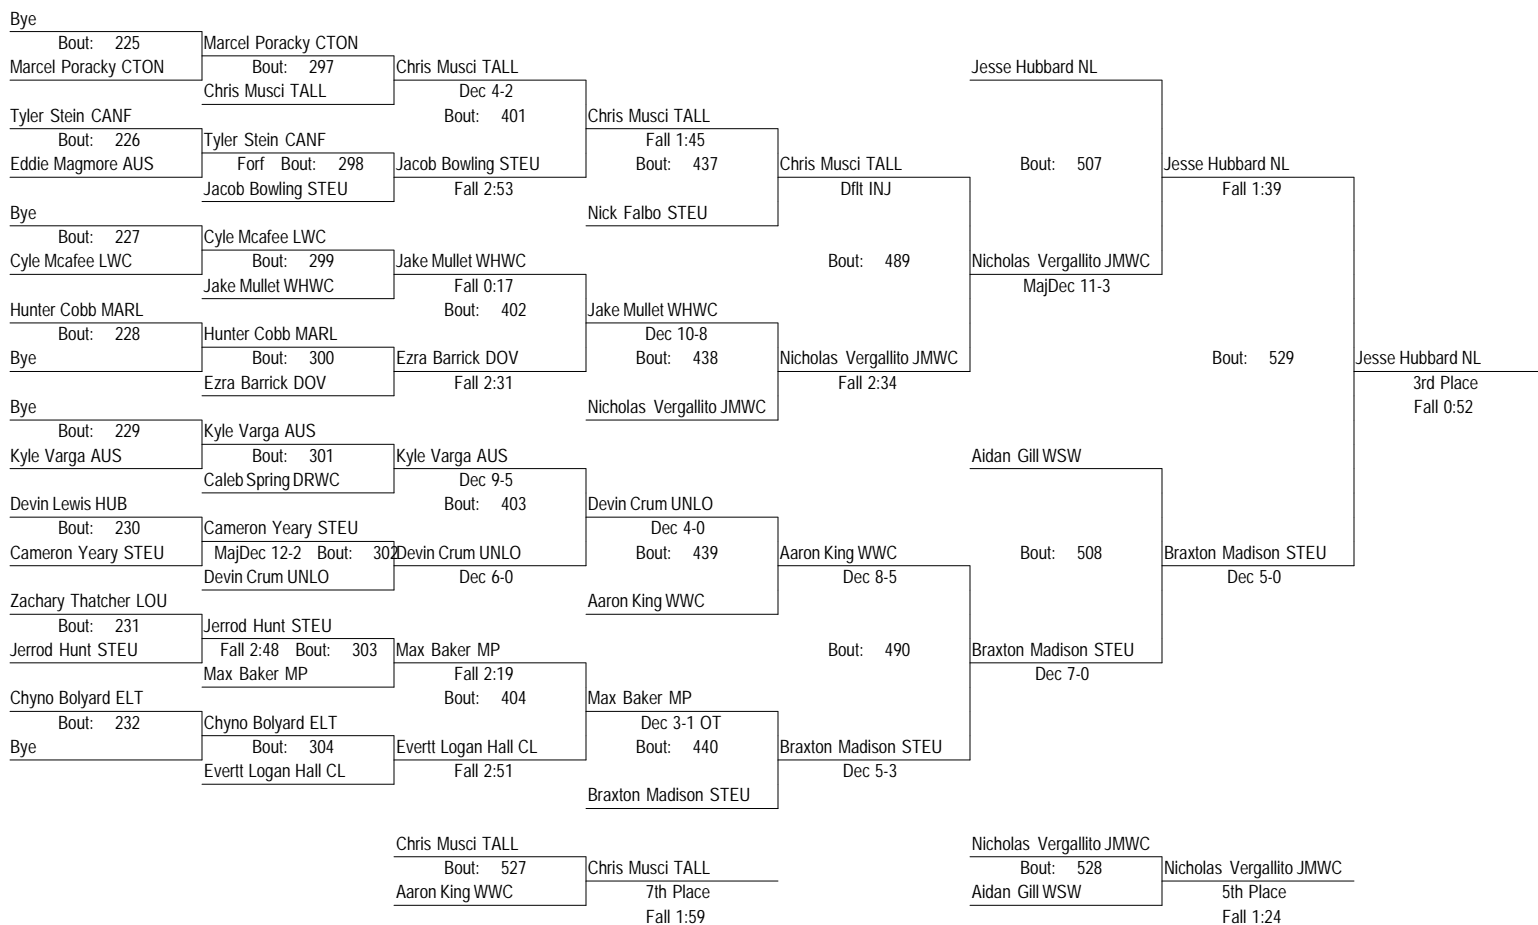 Bye
Bout: 225 Marcel Poracky CTON
Marcel Poracky CTON Bout: 297 Chris Musci TALL Jesse Hubbard NL
Chris Musci TALL Dec 4-2
Tyler Stein CANF Bout: 401 Chris Musci TALL
Bout: 226 Tyler Stein CANF Fall 1:45
Eddie Magmore AUS Forf Bout: 298 Jacob Bowling STEU Bout: 437 Chris Musci TALL Bout: 507 Jesse Hubbard NL
Jacob Bowling STEU Fall 2:53 Dflt INJ Fall 1:39
Bye Nick Falbo STEU
Bout: 227 Cyle Mcafee LWC
Cyle Mcafee LWC Bout: 299 Jake Mullet WHWC Bout: 489 Nicholas Vergallito JMWC
Jake Mullet WHWC Fall 0:17 MajDec 11-3
Hunter Cobb MARL Bout: 402 Jake Mullet WHWC
Bout: 228 Hunter Cobb MARL Dec 10-8
Bye Bout: 300 Ezra Barrick DOV Bout: 438 Nicholas Vergallito JMWC Bout: 529 Jesse Hubbard NL
Ezra Barrick DOV Fall 2:31 Fall 2:34 3rd Place
Bye Nicholas Vergallito JMWC Fall 0:52
Bout: 229 Kyle Varga AUS
Kyle Varga AUS Bout: 301 Kyle Varga AUS Aidan Gill WSW
Caleb Spring DRWC Dec 9-5
Devin Lewis HUB Bout: 403 Devin Crum UNLO
Bout: 230 Cameron Yeary STEU Dec 4-0
Cameron Yeary STEU MajDec 12-2 Bout: 302 Devin Crum UNLO Bout: 439 Aaron King WWC Bout: 508 Braxton Madison STEU
Devin Crum UNLO Dec 6-0 Dec 8-5 Dec 5-0
Zachary Thatcher LOU Aaron King WWC
Bout: 231 Jerrod Hunt STEU
Jerrod Hunt STEU Fall 2:48 Bout: 303 Max Baker MP Bout: 490 Braxton Madison STEU
Max Baker MP Fall 2:19 Dec 7-0
Chyno Bolyard ELT Bout: 404 Max Baker MP
Bout: 232 Chyno Bolyard ELT Dec 3-1 OT
Bye Bout: 304 Evertt Logan Hall CL Bout: 440 Braxton Madison STEU
Evertt Logan Hall CL Fall 2:51 Dec 5-3
Braxton Madison STEU
Chris Musci TALL Nicholas Vergallito JMWC
Bout: 527 Chris Musci TALL Bout: 528 Nicholas Vergallito JMWC
Aaron King WWC 7th Place Aidan Gill WSW 5th Place
Fall 1:59 Fall 1:24